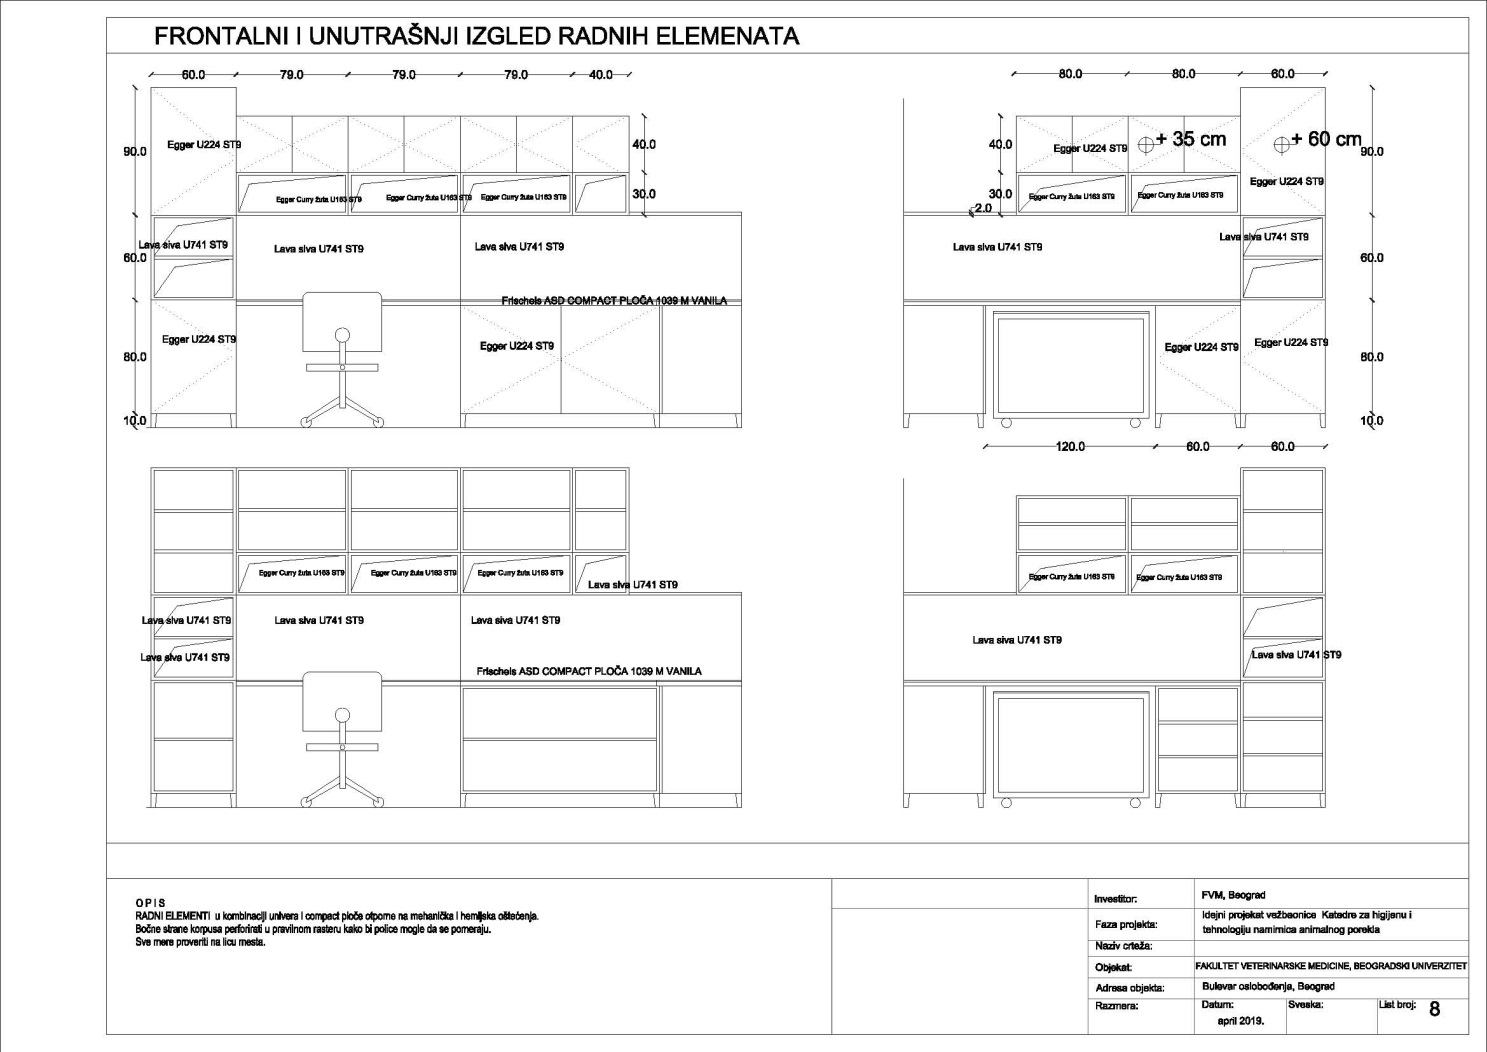 FRONTALNI I UNUTRAŠNJI IZGLED RADNIH ELEMENATA
60.0 79.0 79.0 79.0 40.0
80.0 80.0 60.0
90.0
60.0
80.0
10.0
Egger U224 ST9
40.0
30.0
Egger Curry žuta U163 ST9
Egger Curry žuta U163 ST9
Egger Curry žuta U163 ST9
Lava siva U741 ST9
Lava siva U741 ST9
Lava siva U741 ST9
Frischeis ASD COMPACT PLOČA 1039 M VANILA
Egger U224 ST9
Egger U224 ST9
40.0
30.0
2.0
Egger U224 ST9
+ 35 cm
+ 60 cm
90.0
Egger U224 ST9
Egger Curry žuta U163 ST9
Egger Curry žuta U163 ST9
Lava siva U741 ST9
Lava siva U741 ST9
60.0
Egger U224 ST9
Egger U224 ST9
80.0
10.0
120.0 60.0 60.0
Egger Curry žuta U163 ST9
Egger Curry žuta U163 ST9
Egger Curry žuta U163 ST9
Lava siva U741 ST9
Lava siva U741 ST9
Lava siva U741 ST9
Lava siva U741 ST9
Lava siva U741 ST9
Frischeis ASD COMPACT PLOČA 1039 M VANILA
Egger Curry žuta U163 ST9
Egger Curry žuta U163 ST9
Lava siva U741 ST9
Lava siva U741 ST9
O P I S
RADNI ELEMENTI u kombinaciji univera i compact ploče otporne na mehanička i hemijska oštećenja.
Bočne strane korpusa perforirati u pravilnom rasteru kako bi police mogle da se pomeraju.
Sve mere proveriti na licu mesta.
Investitor: FVM, Beograd
Faza projekta: Idejni projekat vežbaonice Katedre za higijenu i
tehnologiju namirnica animalnog porekla
Naziv crteža:
Objekat: FAKULTET VETERINARSKE MEDICINE, BEOGRADSKI UNIVERZITET
Adresa objekta: Bulevar oslobođenja, Beograd
Razmera: Datum: Sveska: List broj: 8
april 2019.